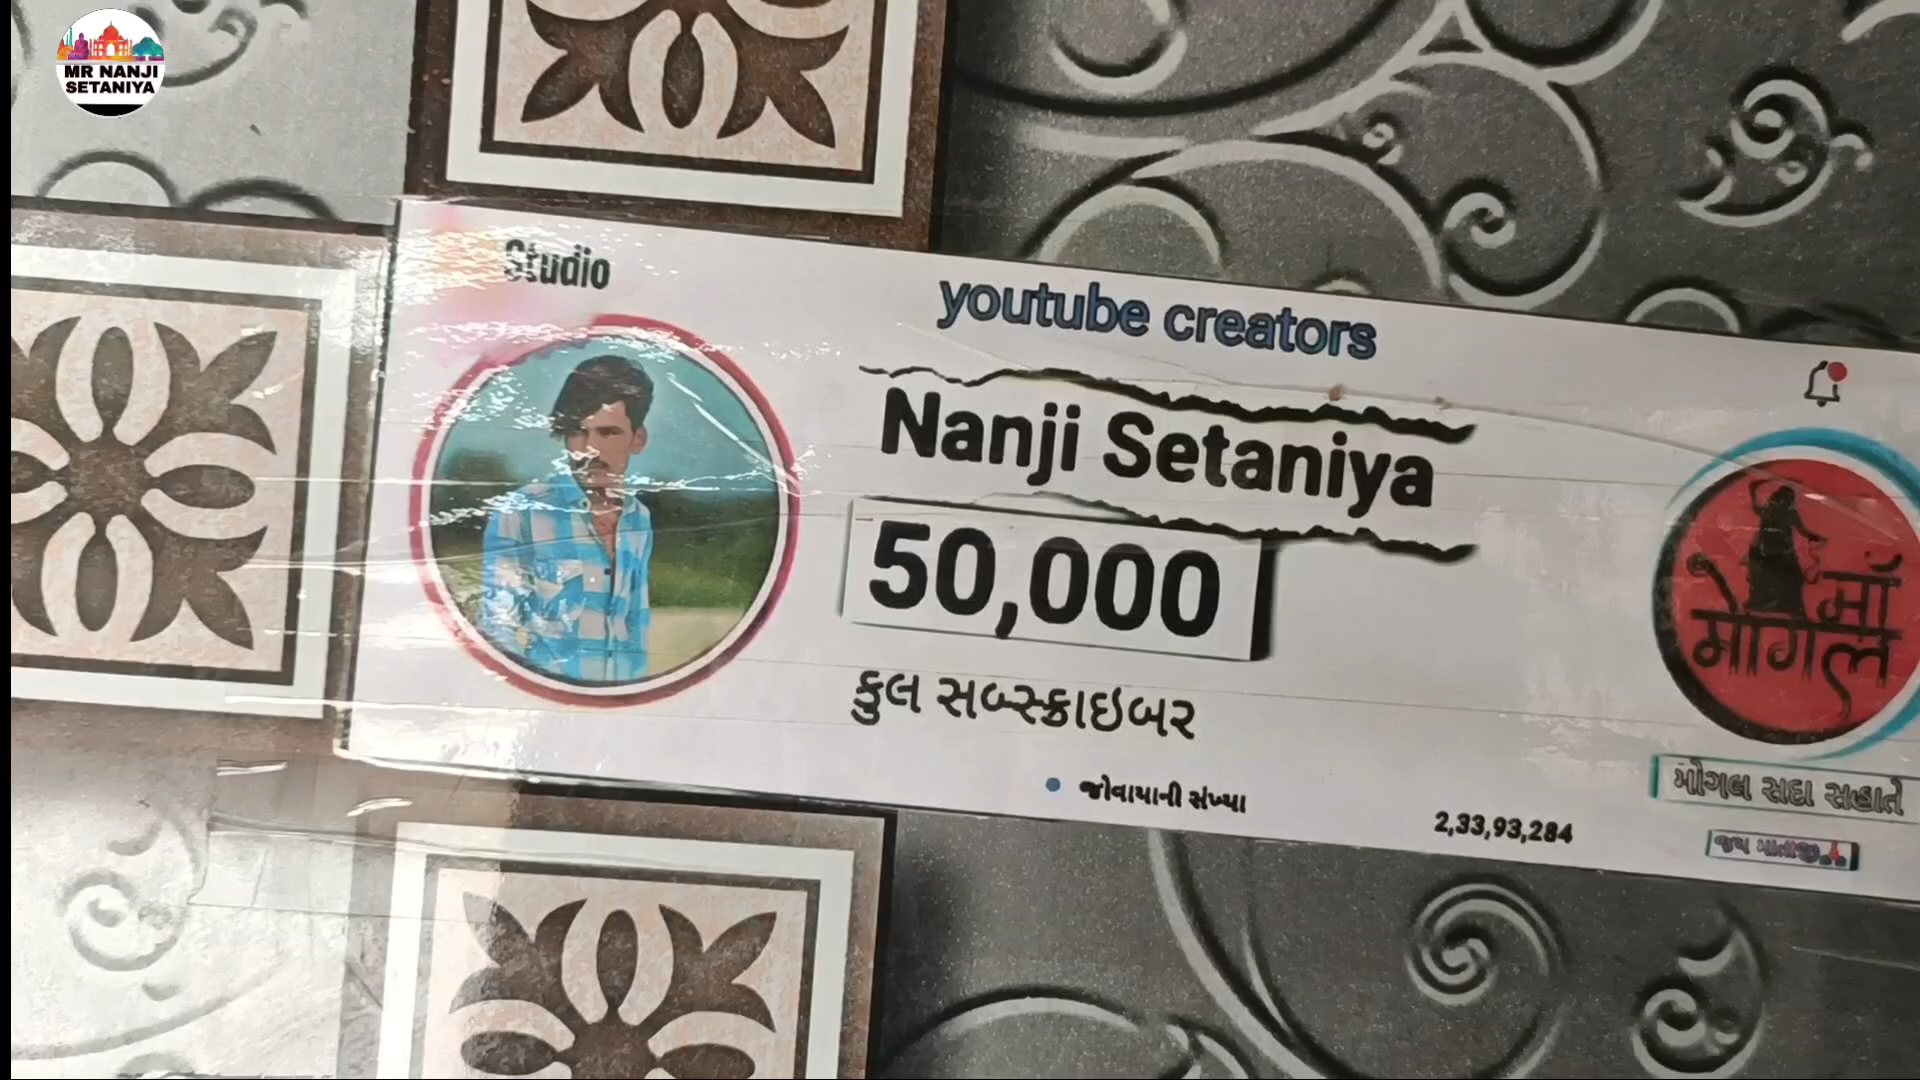 MR NANJI
SETANIYA
Studio
youtube creators
Nanji Setaniya
50,000
કુલ સબ્સ્ક્રાઇબર
જોવાયાની સંખ્યા
2,33,93,284
માઁ
મોગલ
મોગલ સદા સહાતે
જય માતાજી